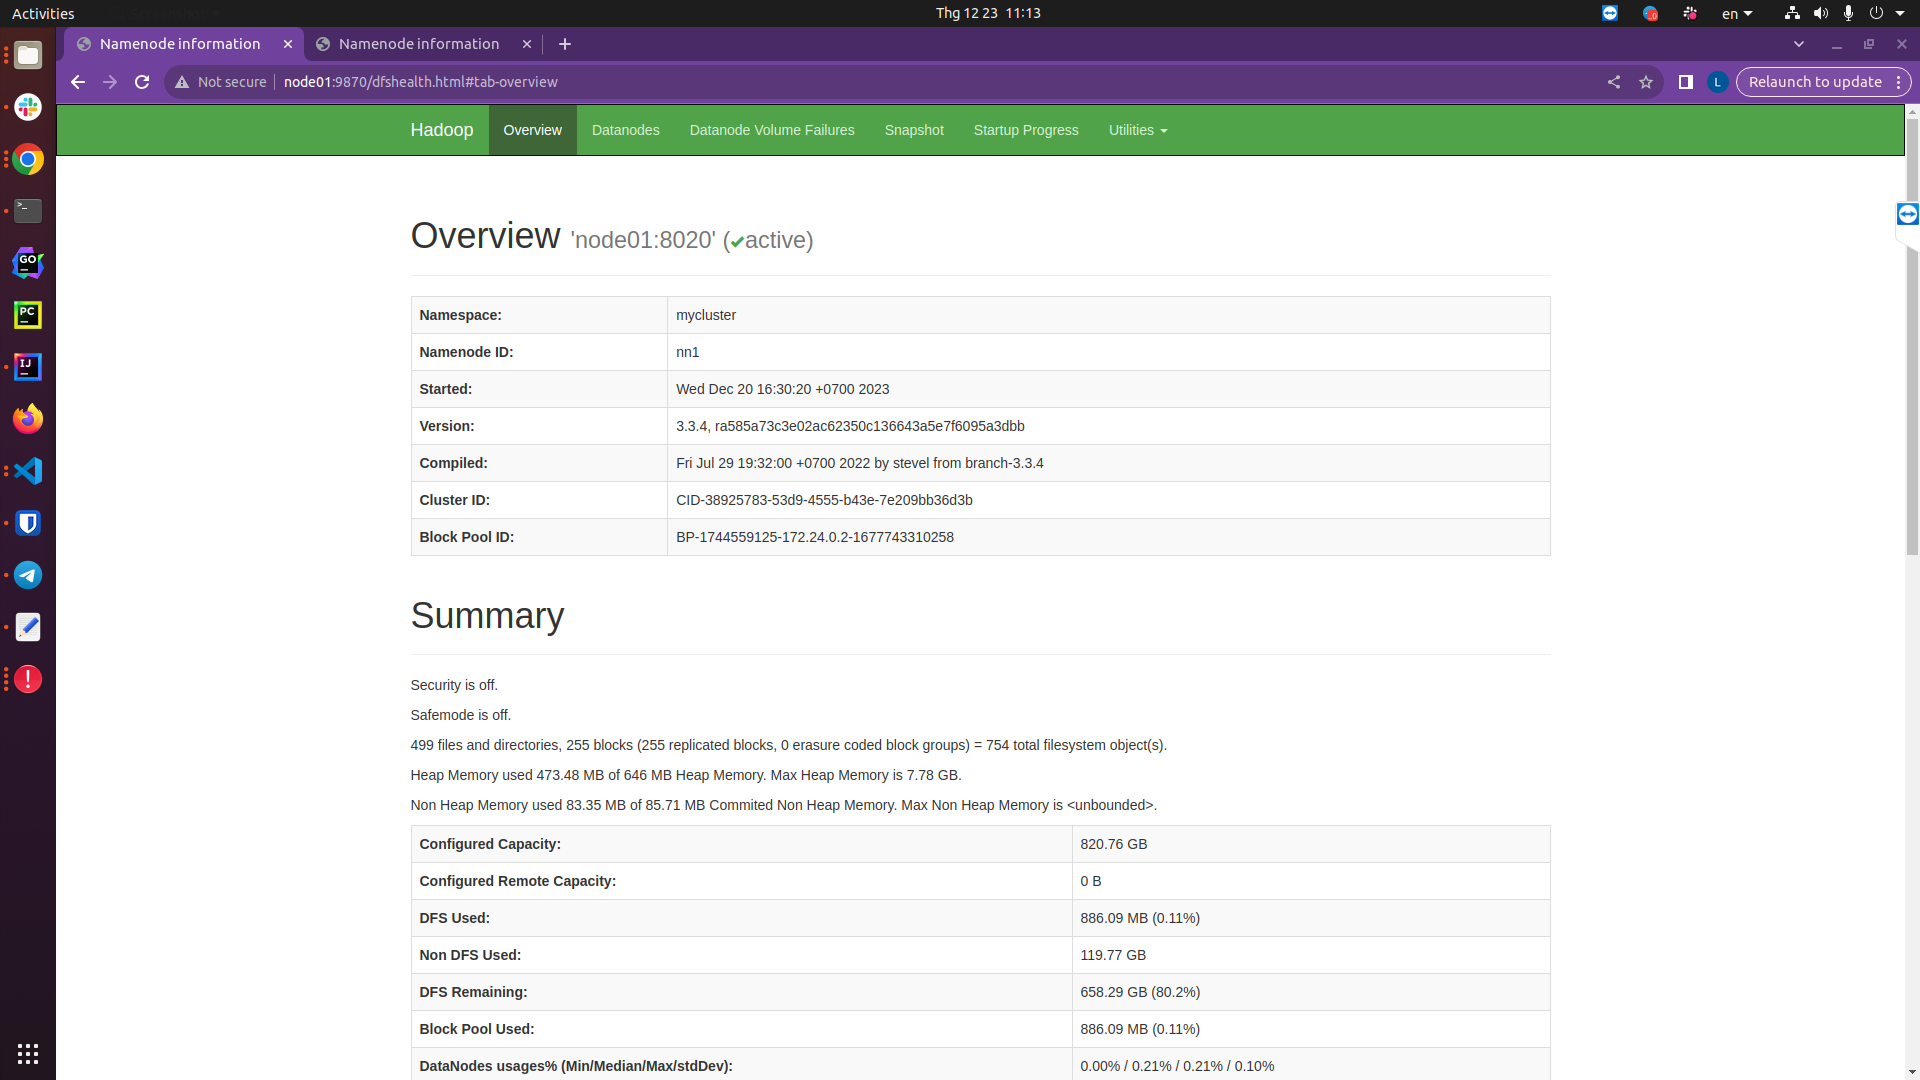 Activities
Thg 12 23 11:13
en
Namenode information
Namenode information
Not secure
node01:9870/dfshealth.html#tab-overview
L
Relaunch to update
Hadoop
Overview
Datanodes
Datanode Volume Failures
Snapshot
Startup Progress
Utilities
Overview 'node01:8020' (✔active)
Namespace: mycluster
Namenode ID: nn1
Started: Wed Dec 20 16:30:20 +0700 2023
Version: 3.3.4, ra585a73c3e02ac62350c136643a5e7f6095a3dbb
Compiled: Fri Jul 29 19:32:00 +0700 2022 by stevel from branch-3.3.4
Cluster ID: CID-38925783-53d9-4555-b43e-7e209bb36d3b
Block Pool ID: BP-1744559125-172.24.0.2-1677743310258
Summary
Security is off.
Safemode is off.
499 files and directories, 255 blocks (255 replicated blocks, 0 erasure coded block groups) = 754 total filesystem object(s).
Heap Memory used 473.48 MB of 646 MB Heap Memory. Max Heap Memory is 7.78 GB.
Non Heap Memory used 83.35 MB of 85.71 MB Commited Non Heap Memory. Max Non Heap Memory is <unbounded>.
Configured Capacity: 820.76 GB
Configured Remote Capacity: 0 B
DFS Used: 886.09 MB (0.11%)
Non DFS Used: 119.77 GB
DFS Remaining: 658.29 GB (80.2%)
Block Pool Used: 886.09 MB (0.11%)
DataNodes usages% (Min/Median/Max/stdDev): 0.00% / 0.21% / 0.21% / 0.10%
GO
PC
IJ